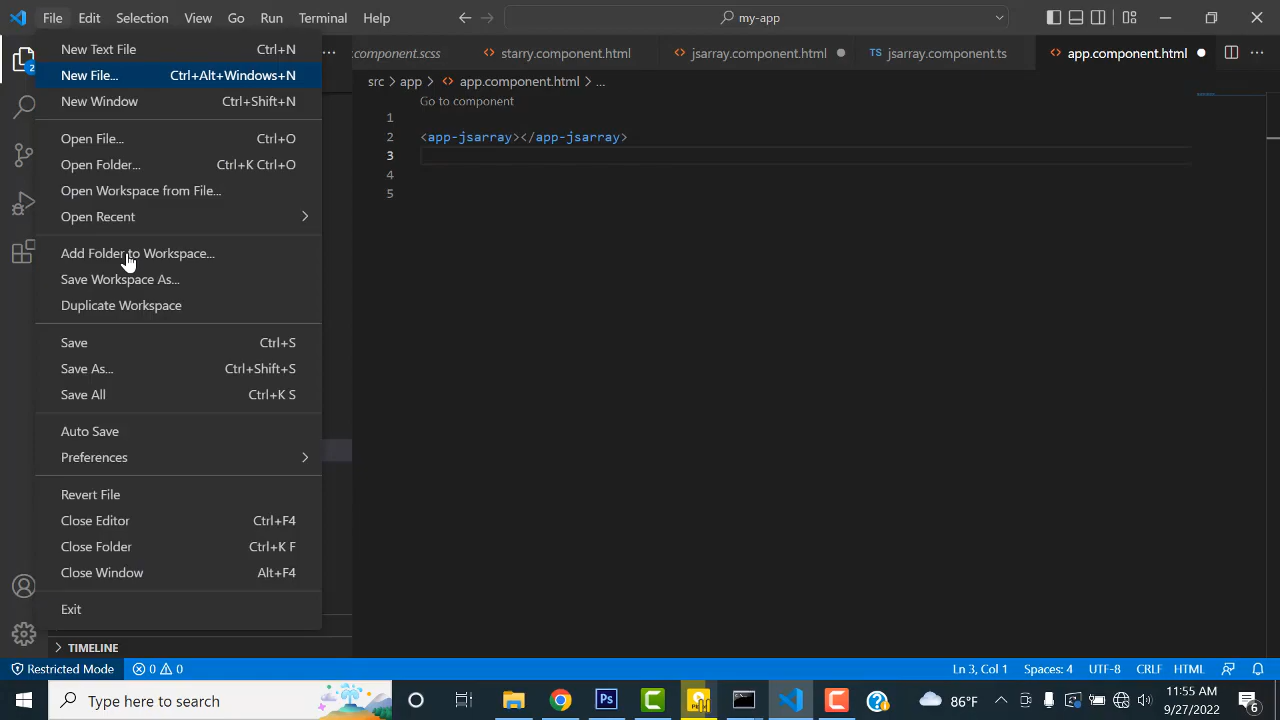 File Edit Selection View Go Run Terminal Help
my-app
.component.scss starry.component.html jsarray.component.html jsarray.component.ts app.component.html
src app app.component.html ...
Go to component
1
2 <app-jsarray></app-jsarray>
3
4
5
New Text File Ctrl+N
New File... Ctrl+Alt+Windows+N
New Window Ctrl+Shift+N
Open File... Ctrl+O
Open Folder... Ctrl+K Ctrl+O
Open Workspace from File...
Open Recent
Add Folder to Workspace...
Save Workspace As...
Duplicate Workspace
Save Ctrl+S
Save As... Ctrl+Shift+S
Save All Ctrl+K S
Auto Save
Preferences
Revert File
Close Editor Ctrl+F4
Close Folder Ctrl+K F
Close Window Alt+F4
Exit
2
TIMELINE
Restricted Mode 0 0 Ln 3, Col 1 Spaces: 4 UTF-8 CRLF HTML
Type here to search Ps 86°F 11:55 AM
9/27/2022 6